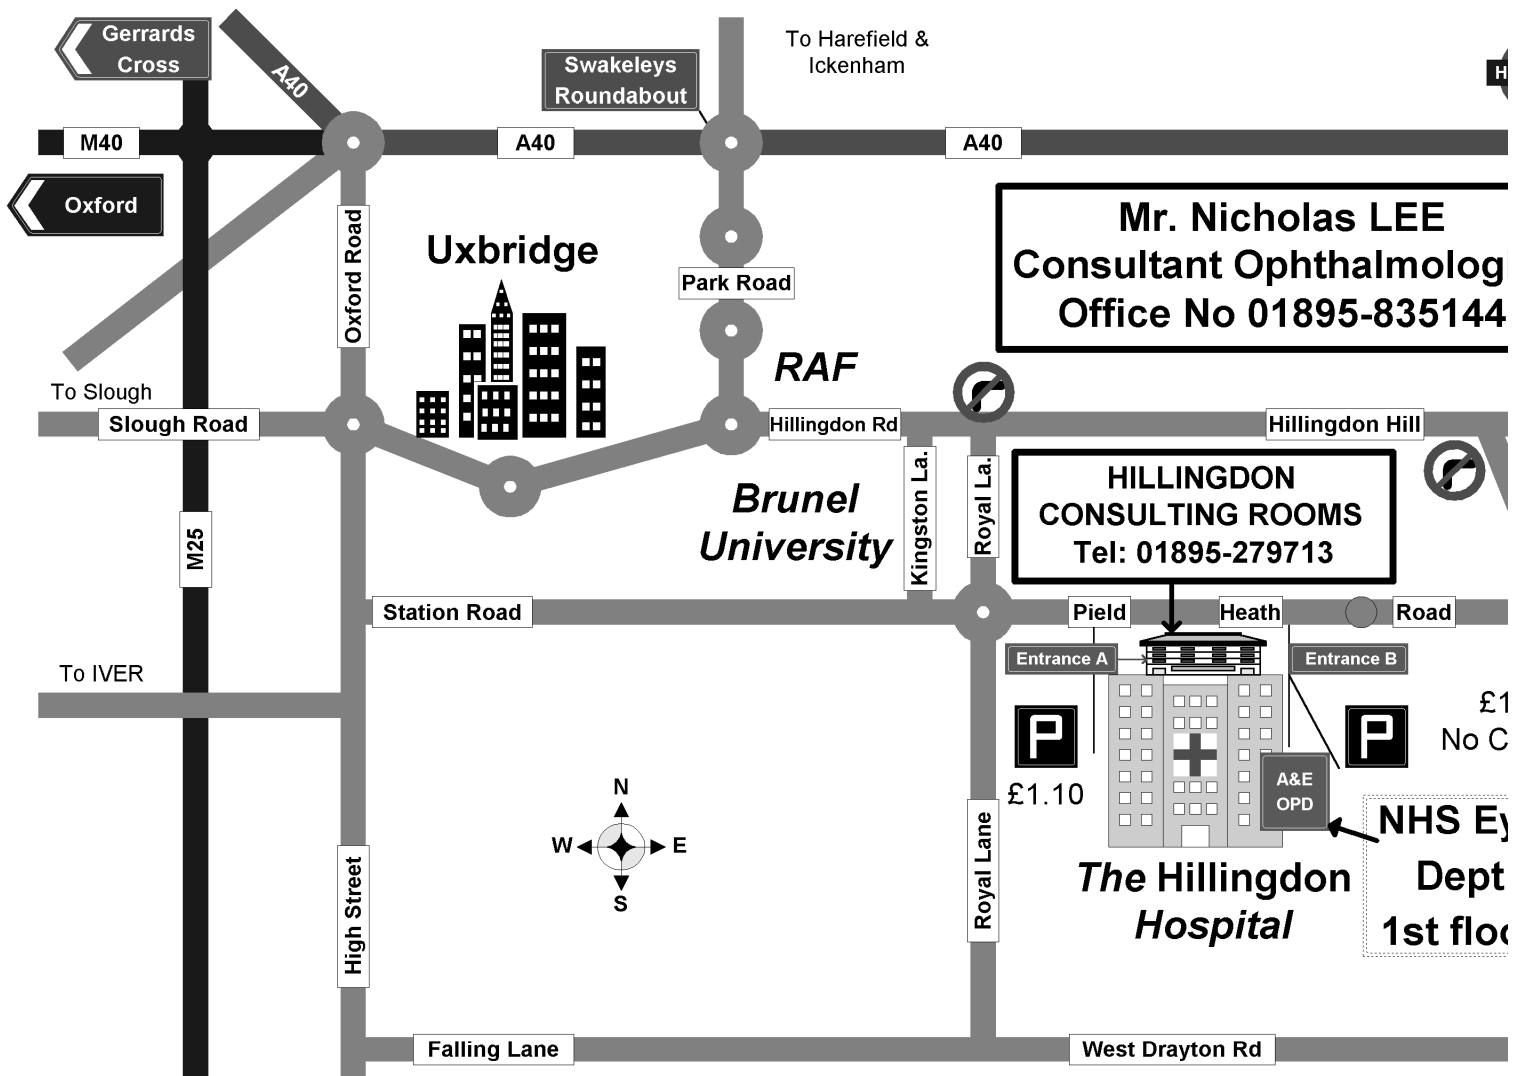 Gerrards
Cross
A40
To Harefield &
Ickenham
Swakeleys
Roundabout
H
M40
A40
A40
Oxford
Mr. Nicholas LEE
Consultant Ophthalmologi
Office No 01895-835144
Oxford Road
Uxbridge
Park Road
RAF
To Slough
Slough Road
Hillingdon Rd
Hillingdon Hill
Kingston La.
Royal La.
HILLINGDON
CONSULTING ROOMS
Tel: 01895-279713
Brunel
University
M25
Station Road
Pield
Heath
Road
Entrance A
Entrance B
To IVER
P
P
£1
No C
£1.10
A&E
OPD
N
W
E
S
NHS Ey
Dept
1st floo
The Hillingdon
Hospital
High Street
Royal Lane
Falling Lane
West Drayton Rd